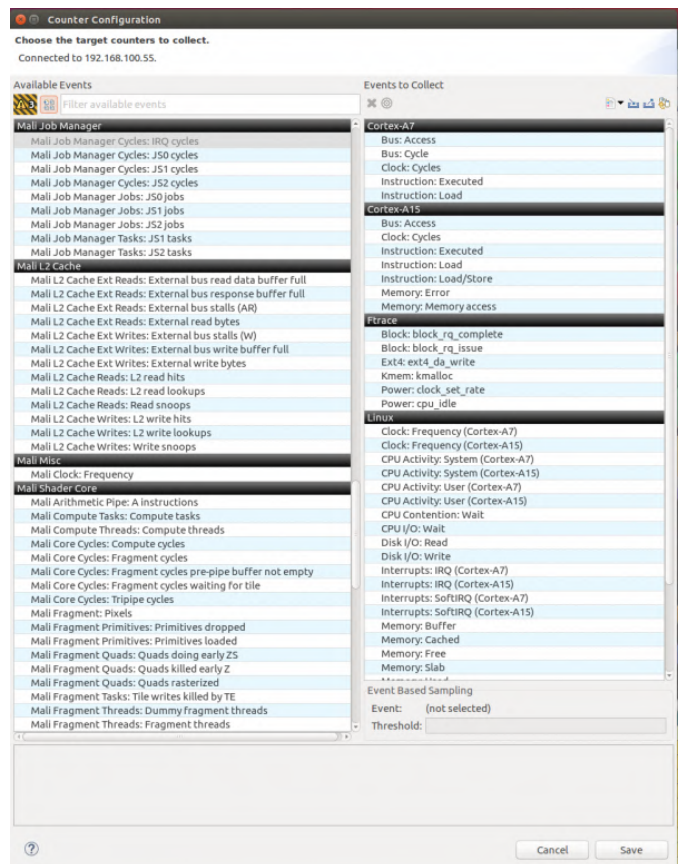 Counter Configuration
Choose the target counters to collect.
Connected to 192.168.100.55.
Available Events
Filter available events
Mali Job Manager
Mali Job Manager Cycles: IRQ cycles
Mali Job Manager Cycles: JS0 cycles
Mali Job Manager Cycles: JS1 cycles
Mali Job Manager Cycles: JS2 cycles
Mali Job Manager Jobs: JS0 jobs
Mali Job Manager Jobs: JS1 jobs
Mali Job Manager Jobs: JS2 jobs
Mali Job Manager Tasks: JS1 tasks
Mali Job Manager Tasks: JS2 tasks
Mali L2 Cache
Mali L2 Cache Ext Reads: External bus read data buffer full
Mali L2 Cache Ext Reads: External bus response buffer full
Mali L2 Cache Ext Reads: External bus stalls (AR)
Mali L2 Cache Ext Reads: External read bytes
Mali L2 Cache Ext Writes: External bus stalls (W)
Mali L2 Cache Ext Writes: External bus write buffer full
Mali L2 Cache Ext Writes: External write bytes
Mali L2 Cache Reads: L2 read hits
Mali L2 Cache Reads: L2 read lookups
Mali L2 Cache Reads: Read snoops
Mali L2 Cache Writes: L2 write hits
Mali L2 Cache Writes: L2 write lookups
Mali L2 Cache Writes: Write snoops
Mali Misc
Mali Clock: Frequency
Mali Shader Core
Mali Arithmetic Pipe: A instructions
Mali Compute Tasks: Compute tasks
Mali Compute Threads: Compute threads
Mali Core Cycles: Compute cycles
Mali Core Cycles: Fragment cycles
Mali Core Cycles: Fragment cycles pre-pipe buffer not empty
Mali Core Cycles: Fragment cycles waiting for tile
Mali Core Cycles: Tripipe cycles
Mali Fragment: Pixels
Mali Fragment Primitives: Primitives dropped
Mali Fragment Primitives: Primitives loaded
Mali Fragment Quads: Quads doing early ZS
Mali Fragment Quads: Quads killed early Z
Mali Fragment Quads: Quads rasterized
Mali Fragment Tasks: Tile writes killed by TE
Mali Fragment Threads: Dummy fragment threads
Mali Fragment Threads: Fragment threads
Events to Collect
Cortex-A7
Bus: Access
Bus: Cycle
Clock: Cycles
Instruction: Executed
Instruction: Load
Cortex-A15
Bus: Access
Clock: Cycles
Instruction: Executed
Instruction: Load
Instruction: Load/Store
Memory: Error
Memory: Memory access
Ftrace
Block: block_rq_complete
Block: block_rq_issue
Ext4: ext4_da_write
Kmem: kmalloc
Power: clock_set_rate
Power: cpu_idle
Linux
Clock: Frequency (Cortex-A7)
Clock: Frequency (Cortex-A15)
CPU Activity: System (Cortex-A7)
CPU Activity: System (Cortex-A15)
CPU Activity: User (Cortex-A7)
CPU Activity: User (Cortex-A15)
CPU Contention: Wait
CPU I/O: Wait
Disk I/O: Read
Disk I/O: Write
Interrupts: IRQ (Cortex-A7)
Interrupts: IRQ (Cortex-A15)
Interrupts: SoftIRQ (Cortex-A7)
Interrupts: SoftIRQ (Cortex-A15)
Memory: Buffer
Memory: Cached
Memory: Free
Memory: Slab
Event Based Sampling
Event: (not selected)
Threshold:
Cancel
Save